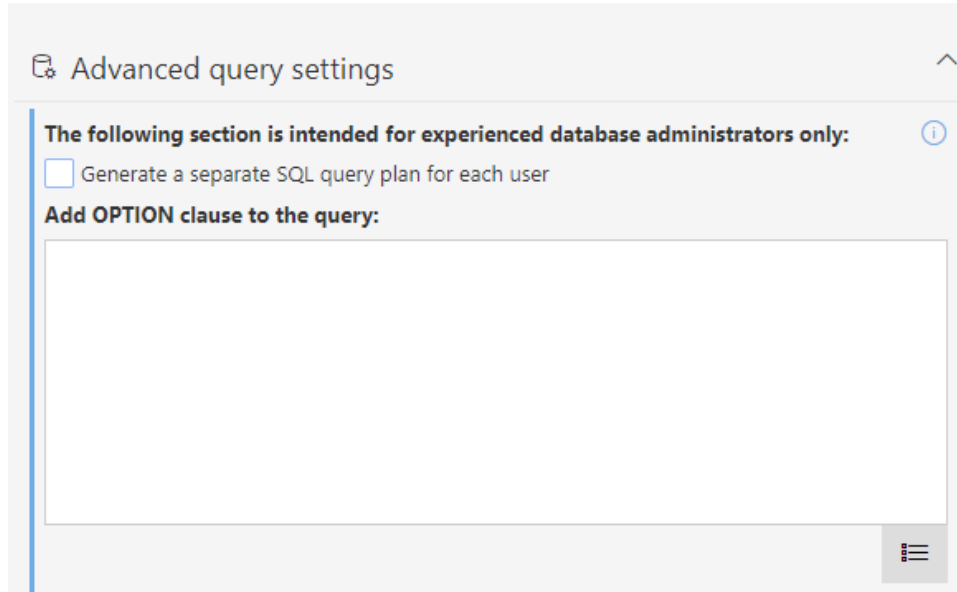 Advanced query settings
The following section is intended for experienced database administrators only:
Generate a separate SQL query plan for each user
Add OPTION clause to the query: